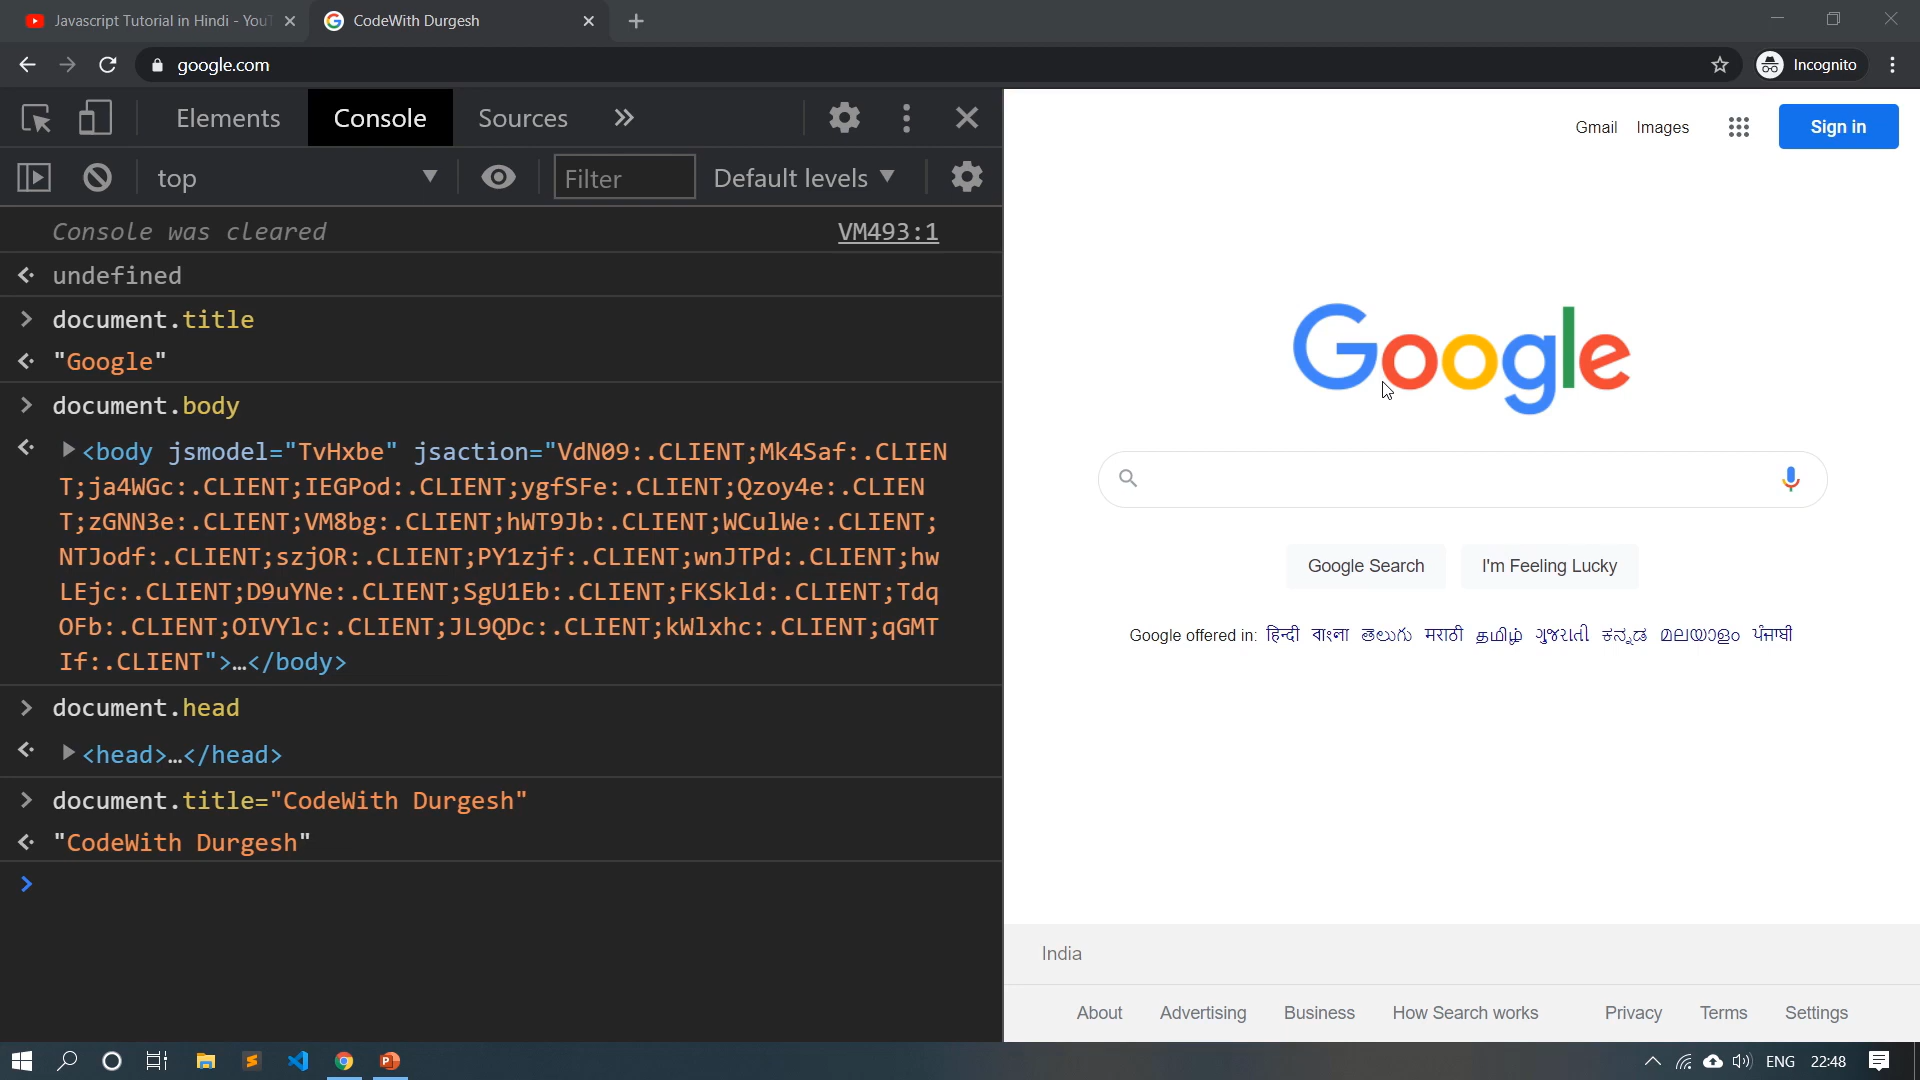 Javascript Tutorial in Hindi - YouT
CodeWith Durgesh
google.com
Incognito
Elements
Console
Sources
top
Filter
Default levels
Console was cleared
VM493:1
undefined
document.title
"Google"
document.body
<body jsmodel="TvHxbe" jsaction="VdN09:.CLIENT;Mk4Saf:.CLIEN
T;ja4WGc:.CLIENT;IEGPod:.CLIENT;ygfSFe:.CLIENT;Qzoy4e:.CLIEN
T;zGNN3e:.CLIENT;VM8bg:.CLIENT;hWT9Jb:.CLIENT;WCulWe:.CLIENT;
NTJodf:.CLIENT;szjOR:.CLIENT;PY1zjf:.CLIENT;wnJTPd:.CLIENT;hw
LEjc:.CLIENT;D9uYNe:.CLIENT;SgU1Eb:.CLIENT;FKSkld:.CLIENT;Tdq
OFb:.CLIENT;OIVYlc:.CLIENT;JL9QDc:.CLIENT;kWlxhc:.CLIENT;qGMT
If:.CLIENT">…</body>
document.head
<head>…</head>
document.title="CodeWith Durgesh"
"CodeWith Durgesh"
Gmail Images Sign in
Google
Google Search I'm Feeling Lucky
Google offered in: हिन्दी বাংলা తెలుగు मराठी தமிழ் ગુજરાતી ಕನ್ನಡ മലയാളം ਪੰਜਾਬੀ
India
About Advertising Business How Search works Privacy Terms Settings
ENG 22:48